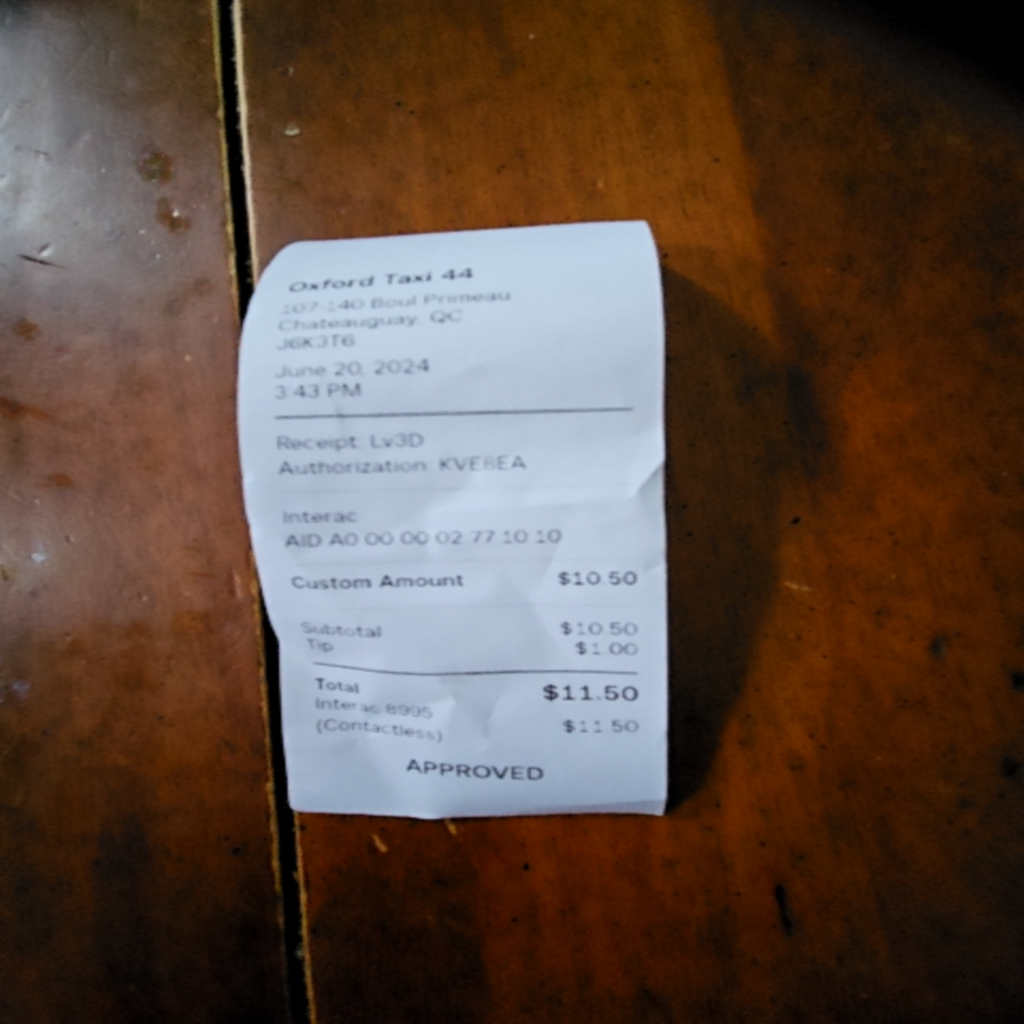 Oxford Taxi 44
107-140 Boul Primeau
Chateauguay, QC
J6K3T6
June 20, 2024
3:43 PM
Receipt: Lv3D
Authorization: KVE8EA
Interac
AID A0 00 00 02 77 10 10
Custom Amount $10.50
Subtotal $10.50
Tip $1.00
Total $11.50
Interac 8995 $11.50
(Contactless)
APPROVED